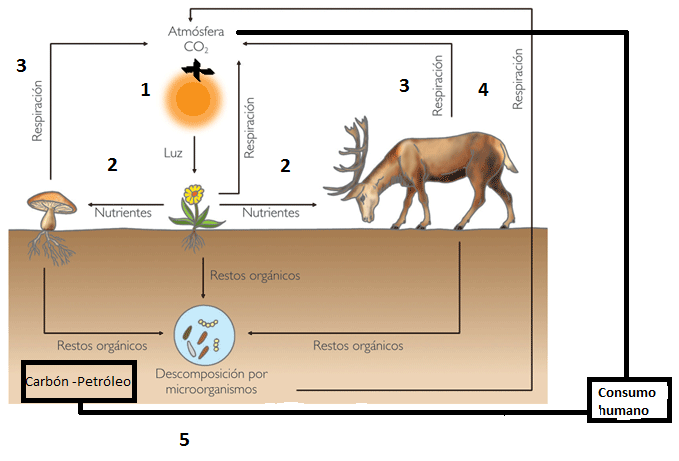 Atmósfera
CO₂
3
Respiración
1
Respiración
3
Respiración
4
Respiración
Luz
2
2
Nutrientes
Nutrientes
Restos orgánicos
Restos orgánicos
Restos orgánicos
Descomposición por
microorganismos
Carbón -Petróleo
Consumo
humano
5